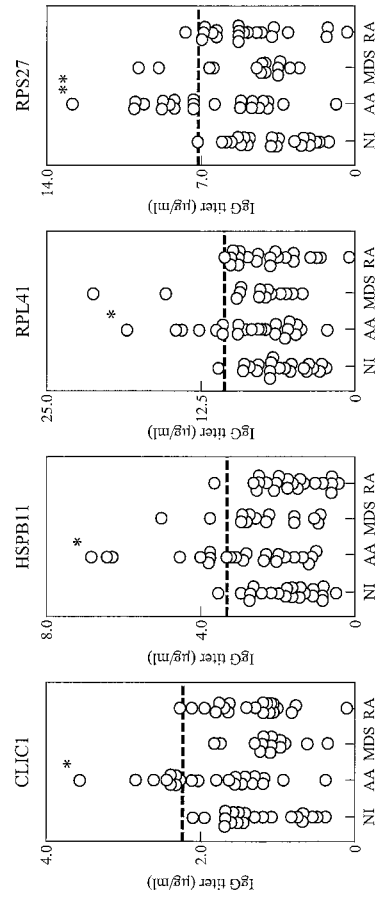 CLIC1
IgG titer (μg/ml)
4.0
2.0
0
*
NI AA MDS RA
HSPB11
IgG titer (μg/ml)
8.0
4.0
0
*
NI AA MDS RA
RPL41
IgG titer (μg/ml)
25.0
12.5
0
*
NI AA MDS RA
RPS27
IgG titer (μg/ml)
14.0
7.0
0
**
NI AA MDS RA